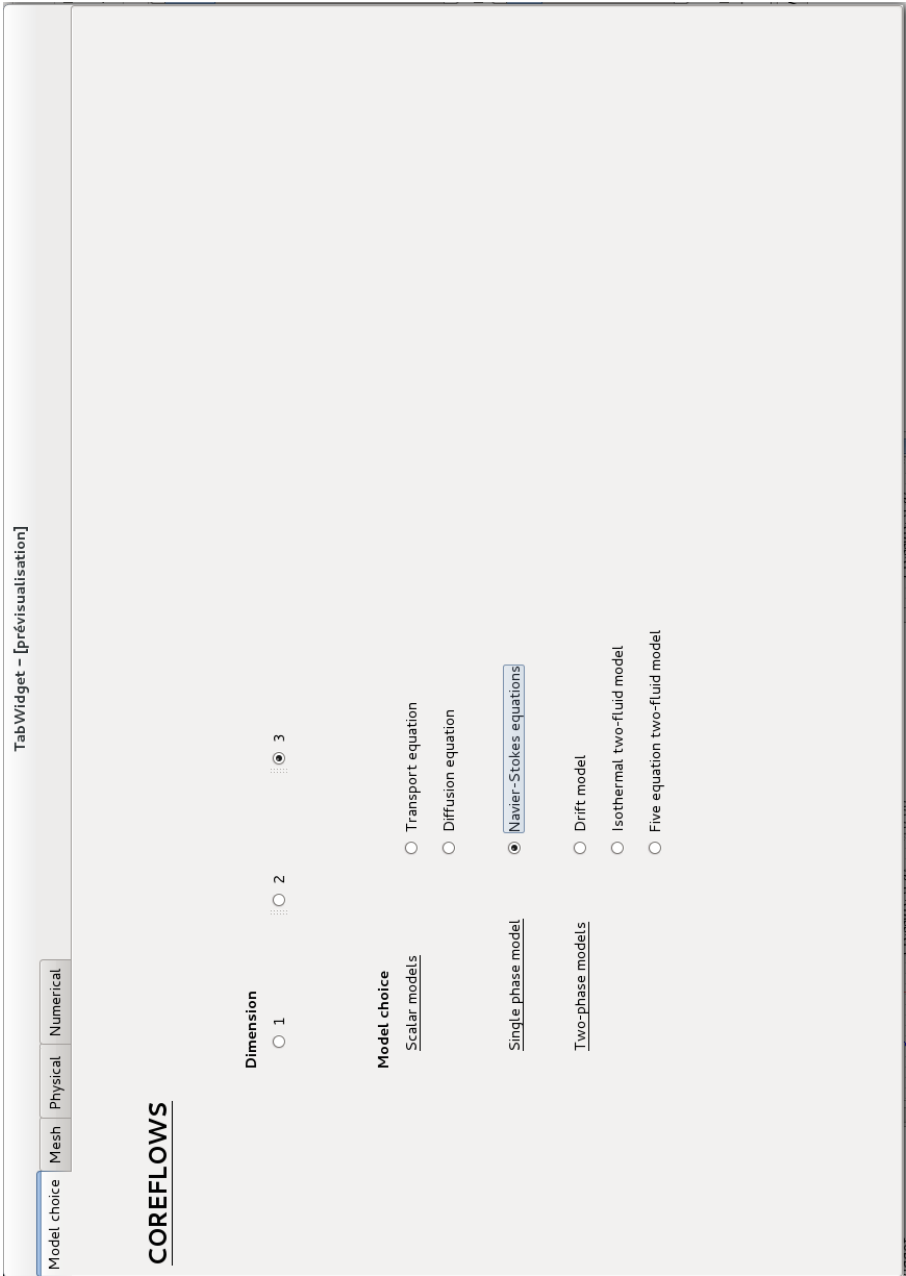 TabWidget – [prévisualisation]
Model choice Mesh Physical Numerical
COREFLOWS
Dimension
1 2 3
Model choice
Scalar models Transport equation
Diffusion equation
Single phase model Navier-Stokes equations
Two-phase models Drift model
Isothermal two-fluid model
Five equation two-fluid model